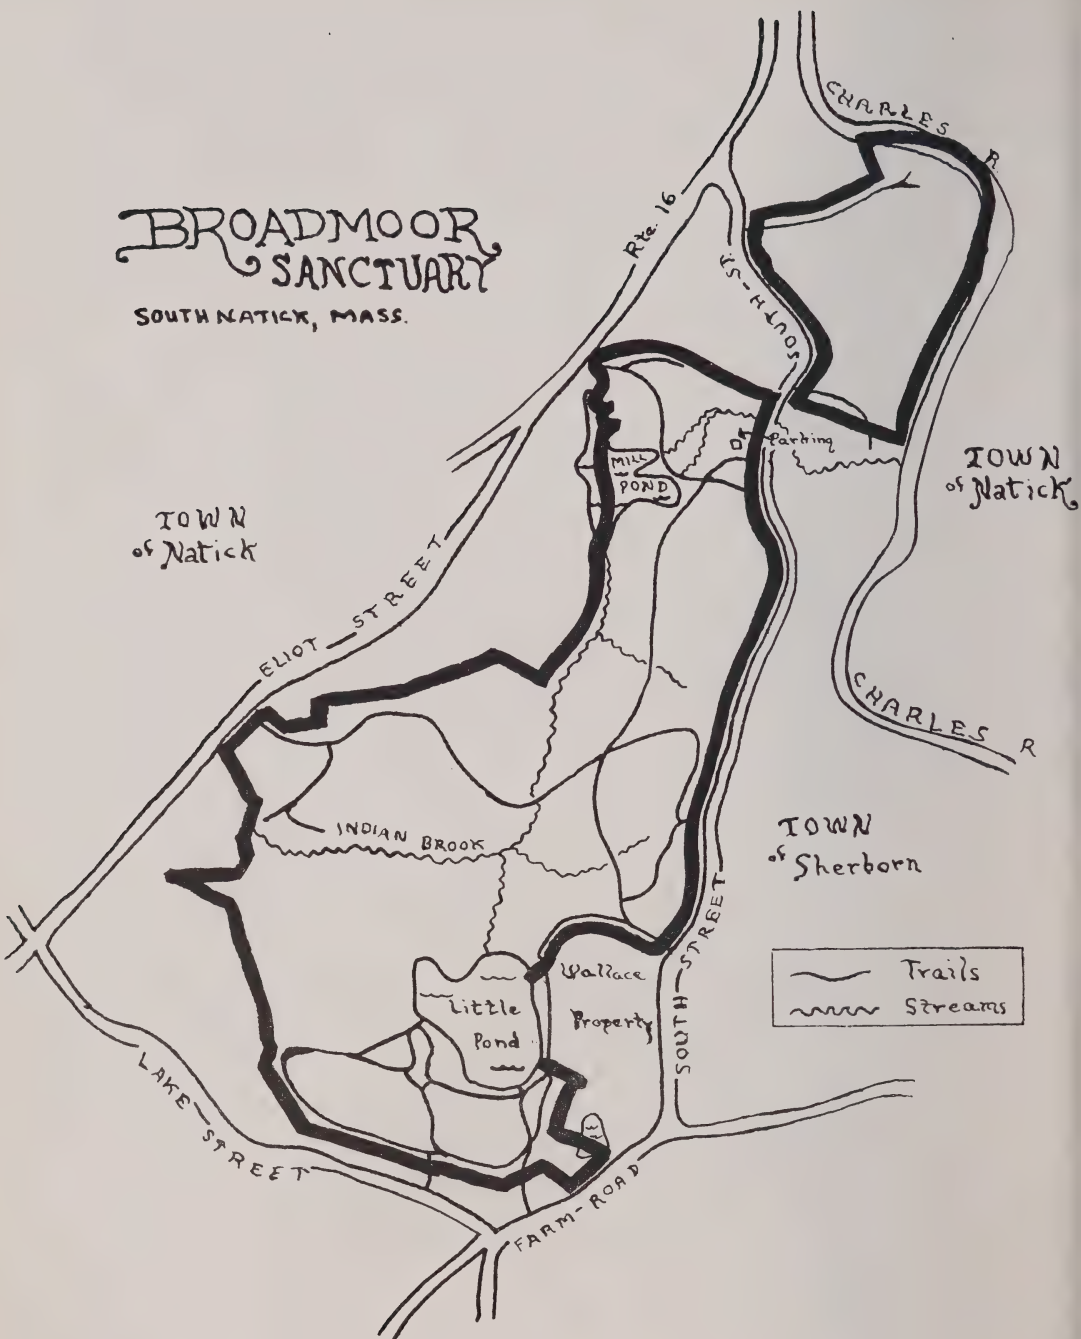 BROADMOOR
SANCTUARY
SOUTH NATICK, MASS.
CHARLES R.
Rte. 16
SOUTH - ST.
Parking
MILL
POND
TOWN
of Natick
TOWN
of Natick
ELIOT STREET
CHARLES R
INDIAN BROOK
TOWN
of Sherborn
Wallace
Property
Little
Pond
SOUTH STREET
Trails
Streams
LAKE STREET
FARM-ROAD